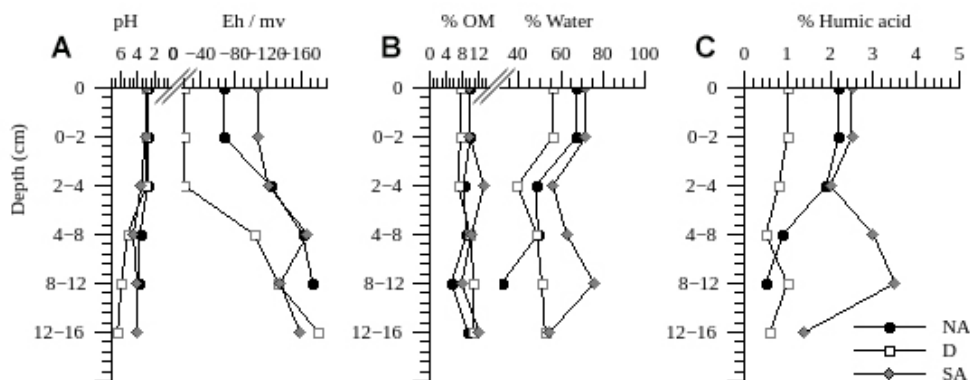 pH Eh / mv
A 6 4 2 0 −40 −80 −120 −160
0
0−2
2−4
4−8
8−12
12−16
Depth (cm)
% OM % Water
B 0 4 8 12 40 60 80 100
0
0−2
2−4
4−8
8−12
12−16
% Humic acid
C 0 1 2 3 4 5
0
0−2
2−4
4−8
8−12
12−16
NA
D
SA